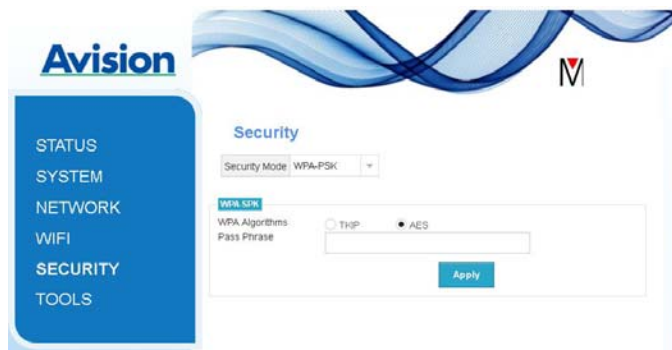 Avision
STATUS
SYSTEM
NETWORK
WIFI
SECURITY
TOOLS
Security
Security Mode WPA-PSK
WPA SPK
WPA Algorithms TKIP AES
Pass Phrase
Apply